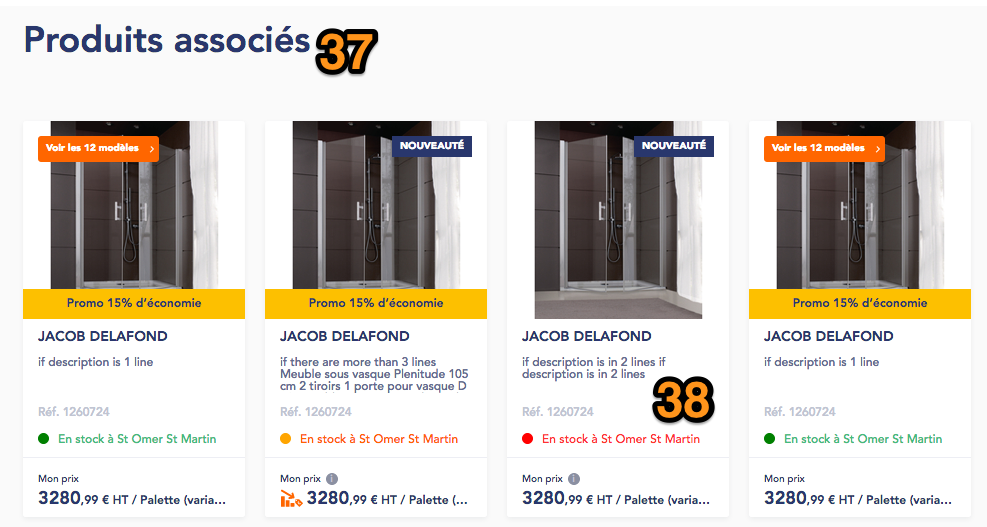 Produits associés 37
Voir les 12 modèles
Promo 15% d'économie
JACOB DELAFOND
if description is 1 line
Réf. 1260724
En stock à St Omer St Martin
Mon prix
3280,99 € HT / Palette (varia...
NOUVEAUTÉ
Promo 15% d'économie
JACOB DELAFOND
if there are more than 3 lines
Meuble sous vasque Plenitude 105
cm 2 tiroirs 1 porte pour vasque D
Réf. 1260724
En stock à St Omer St Martin
Mon prix i
3280,99 € HT / Palette (...
NOUVEAUTÉ
JACOB DELAFOND
if description is in 2 lines if
description is in 2 lines
38
Réf. 1260724
En stock à St Omer St Martin
Mon prix i
3280,99 € HT / Palette (varia...
Voir les 12 modèles
Promo 15% d'économie
JACOB DELAFOND
if description is 1 line
Réf. 1260724
En stock à St Omer St Martin
Mon prix
3280,99 € HT / Palette (varia...